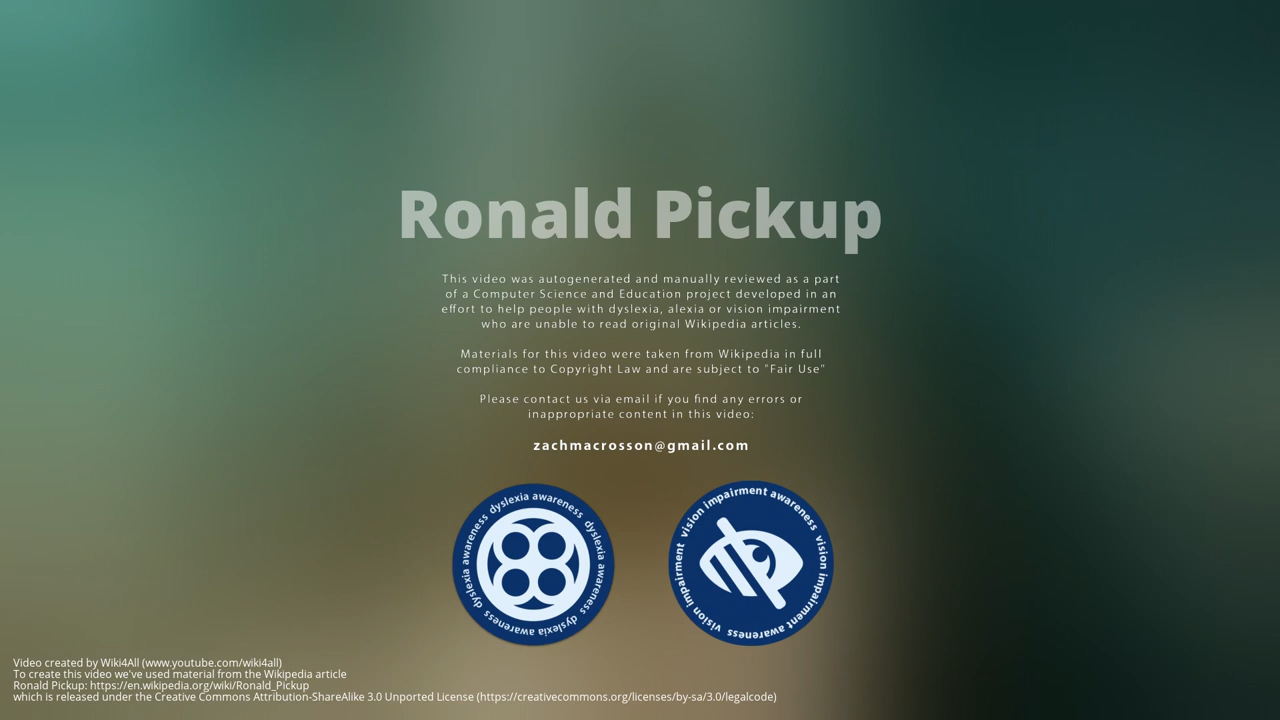 Ronald Pickup
This video was autogenerated and manually reviewed as a part
of a Computer Science and Education project developed in an
effort to help people with dyslexia, alexia or vision impairment
who are unable to read original Wikipedia articles.
Materials for this video were taken from Wikipedia in full
compliance to Copyright Law and are subject to "Fair Use"
Please contact us via email if you find any errors or
inappropriate content in this video:
zachmacrosson@gmail.com
dyslexia awareness dyslexia awareness dyslexia awareness dyslexia awareness
vision impairment awareness vision impairment awareness vision impairment
Video created by Wiki4All (www.youtube.com/wiki4all)
To create this video we've used material from the Wikipedia article
Ronald Pickup: https://en.wikipedia.org/wiki/Ronald_Pickup
which is released under the Creative Commons Attribution-ShareAlike 3.0 Unported License (https://creativecommons.org/licenses/by-sa/3.0/legalcode)